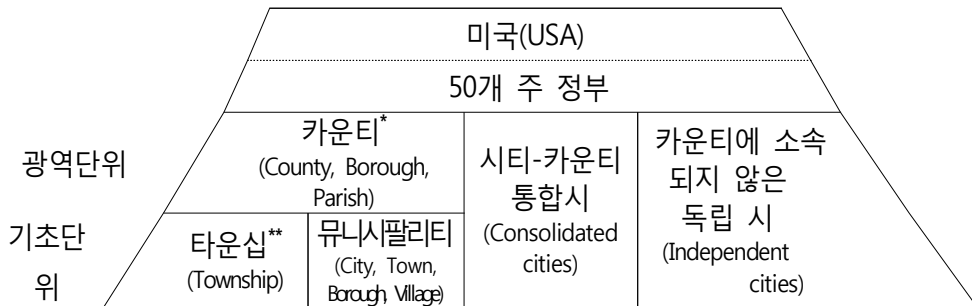 미국(USA)
50개 주 정부
광역단위
카운티*
(County, Borough,
Parish)
시티-카운티
통합시
(Consolidated
cities)
카운티에 소속
되지 않은
독립 시
(Independent
cities)
기초단
위
타운십**
(Township)
뮤니시팔리티
(City, Town,
Borough, Village)